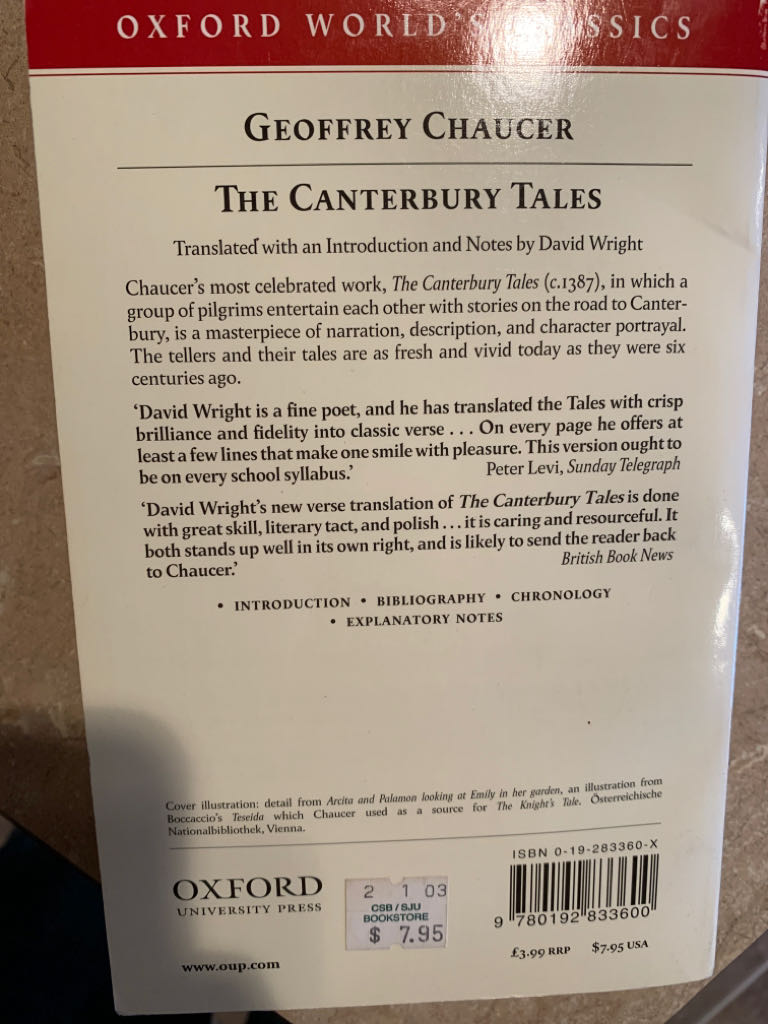 OXFORD WORLD'S CLASSICS
GEOFFREY CHAUCER
THE CANTERBURY TALES
Translated with an Introduction and Notes by David Wright
Chaucer's most celebrated work, The Canterbury Tales (c.1387), in which a
group of pilgrims entertain each other with stories on the road to Canter-
bury, is a masterpiece of narration, description, and character portrayal.
The tellers and their tales are as fresh and vivid today as they were six
centuries ago.
'David Wright is a fine poet, and he has translated the Tales with crisp
brilliance and fidelity into classic verse . . . On every page he offers at
least a few lines that make one smile with pleasure. This version ought to
be on every school syllabus.' Peter Levi, Sunday Telegraph
'David Wright's new verse translation of The Canterbury Tales is done
with great skill, literary tact, and polish . . . it is caring and resourceful. It
both stands up well in its own right, and is likely to send the reader back
to Chaucer.' British Book News
• INTRODUCTION • BIBLIOGRAPHY • CHRONOLOGY
• EXPLANATORY NOTES
Cover illustration: detail from Arcita and Palamon looking at Emily in her garden, an illustration from
Boccaccio's Teseida which Chaucer used as a source for The Knight's Tale. Österreichische
Nationalbibliothek, Vienna.
OXFORD
UNIVERSITY PRESS
www.oup.com
2 1 03
CSB/SJU
BOOKSTORE
$ 7.95
ISBN 0-19-283360-X
9 780192 833600
£3.99 RRP $7.95 USA